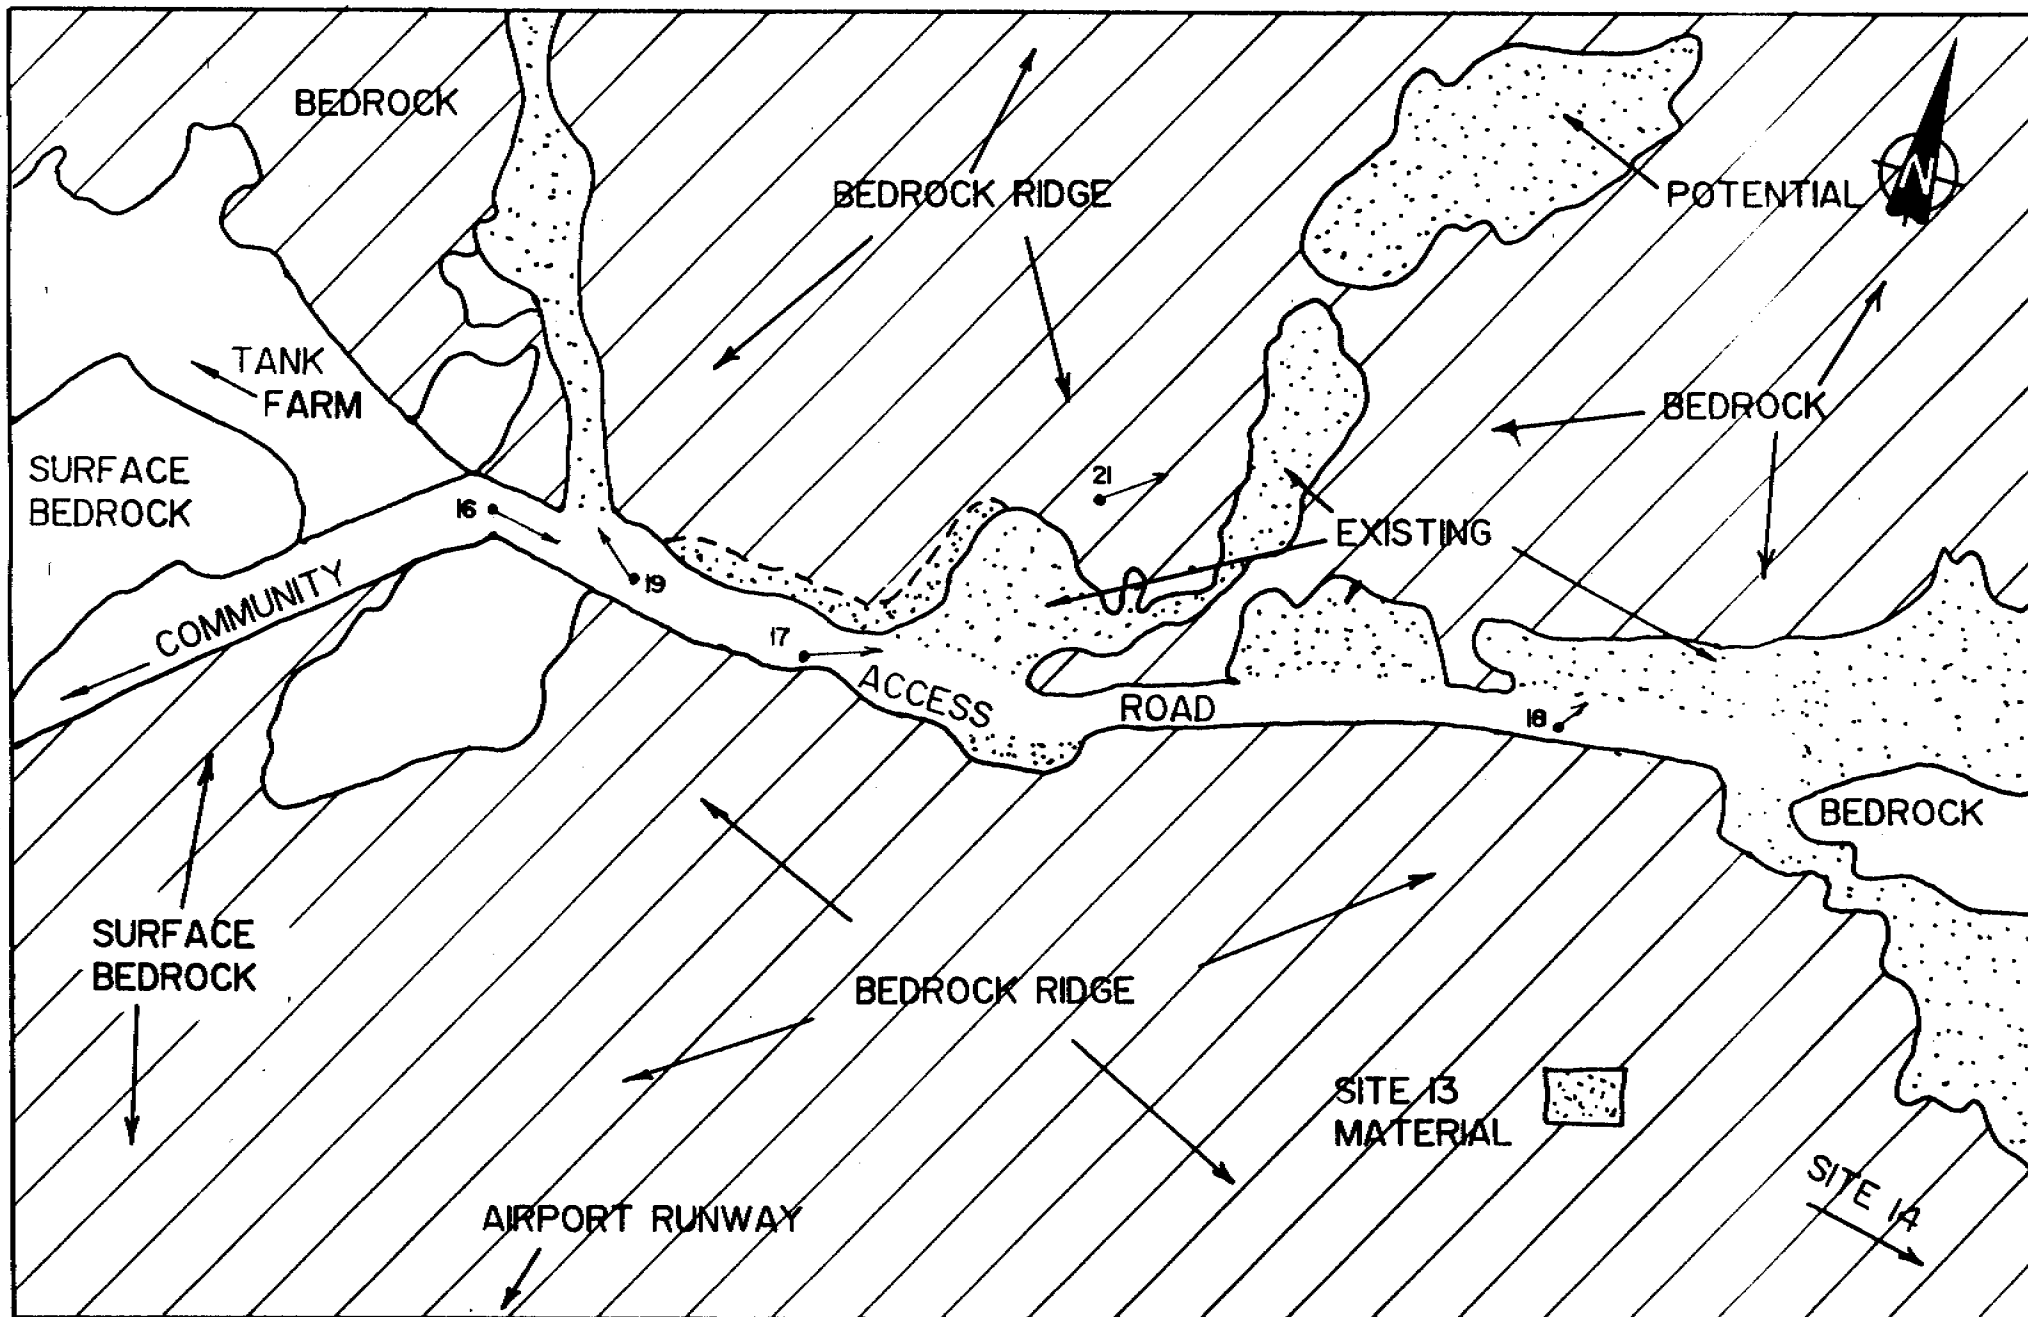 BEDROCK
BEDROCK RIDGE
POTENTIAL
N
TANK
FARM
BEDROCK
SURFACE
BEDROCK
21
16
EXISTING
19
COMMUNITY
17
ACCESS
ROAD
18
BEDROCK
SURFACE
BEDROCK
BEDROCK RIDGE
SITE 13
MATERIAL
SITE 14
AIRPORT RUNWAY